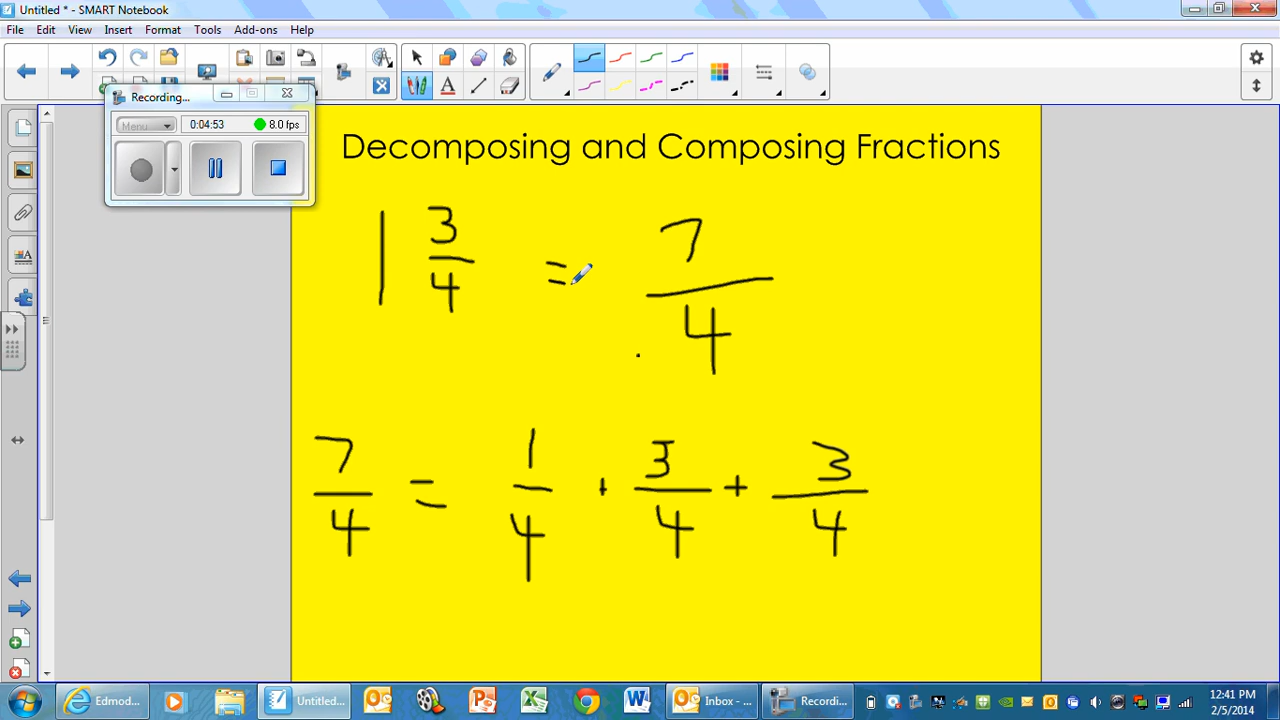 Untitled * - SMART Notebook
File Edit View Insert Format Tools Add-ons Help
Recording...
Menu 0:04:53 8.0 fps
Decomposing and Composing Fractions
1 3/4 = 7/4
7/4 = 1/4 + 3/4 + 3/4
Edmod... Untitled... Inbox - ... Recordi... 12:41 PM
2/5/2014